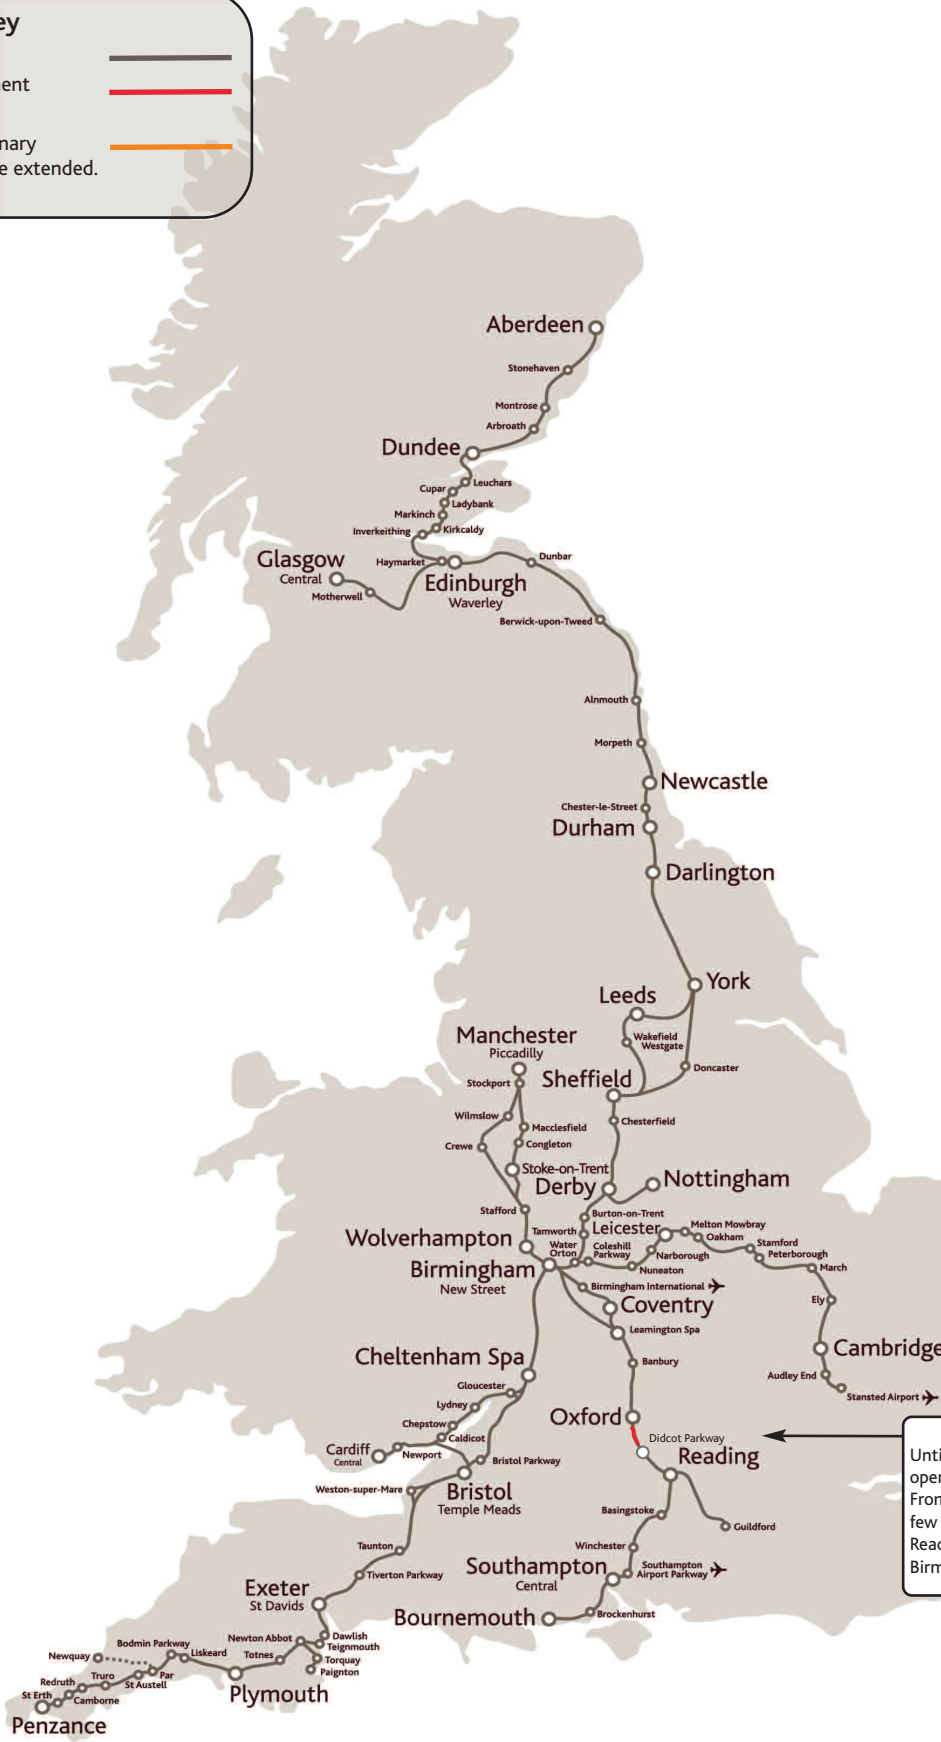 ey
ent
nary
e extended.
Aberdeen
Stonehaven
Montrose
Arbroath
Dundee
Leuchars
Cupar
Ladybank
Markinch
Kirkcaldy
Inverkeithing
Glasgow
Central
Haymarket
Dunbar
Edinburgh
Waverley
Motherwell
Berwick-upon-Tweed
Alnmouth
Morpeth
Newcastle
Chester-le-Street
Durham
Darlington
York
Leeds
Manchester
Piccadilly
Wakefield
Westgate
Doncaster
Stockport
Sheffield
Wilmslow
Chesterfield
Macclesfield
Crewe
Congleton
Stoke-on-Trent
Derby
Nottingham
Stafford
Burton-on-Trent
Tamworth
Leicester
Melton Mowbray
Oakham
Stamford
Peterborough
Wolverhampton
Water
Orton
Coleshill
Parkway
Narborough
Nuneaton
March
Birmingham
New Street
Birmingham International
Ely
Coventry
Leamington Spa
Cambridge
Cheltenham Spa
Banbury
Audley End
Gloucester
Stansted Airport
Lydney
Oxford
Chepstow
Caldicot
Didcot Parkway
Cardiff
Central
Newport
Bristol Parkway
Reading
Until
oper
From
few
Read
Birm
Weston-super-Mare
Bristol
Temple Meads
Basingstoke
Guildford
Taunton
Winchester
Tiverton Parkway
Southampton
Central
Southampton
Airport Parkway
Exeter
St Davids
Bournemouth
Brockenhurst
Dawlish
Newton Abbot
Teignmouth
Bodmin Parkway
Liskeard
Totnes
Torquay
Newquay
Paignton
Par
Truro
St Austell
Redruth
Plymouth
St Erth
Camborne
Penzance